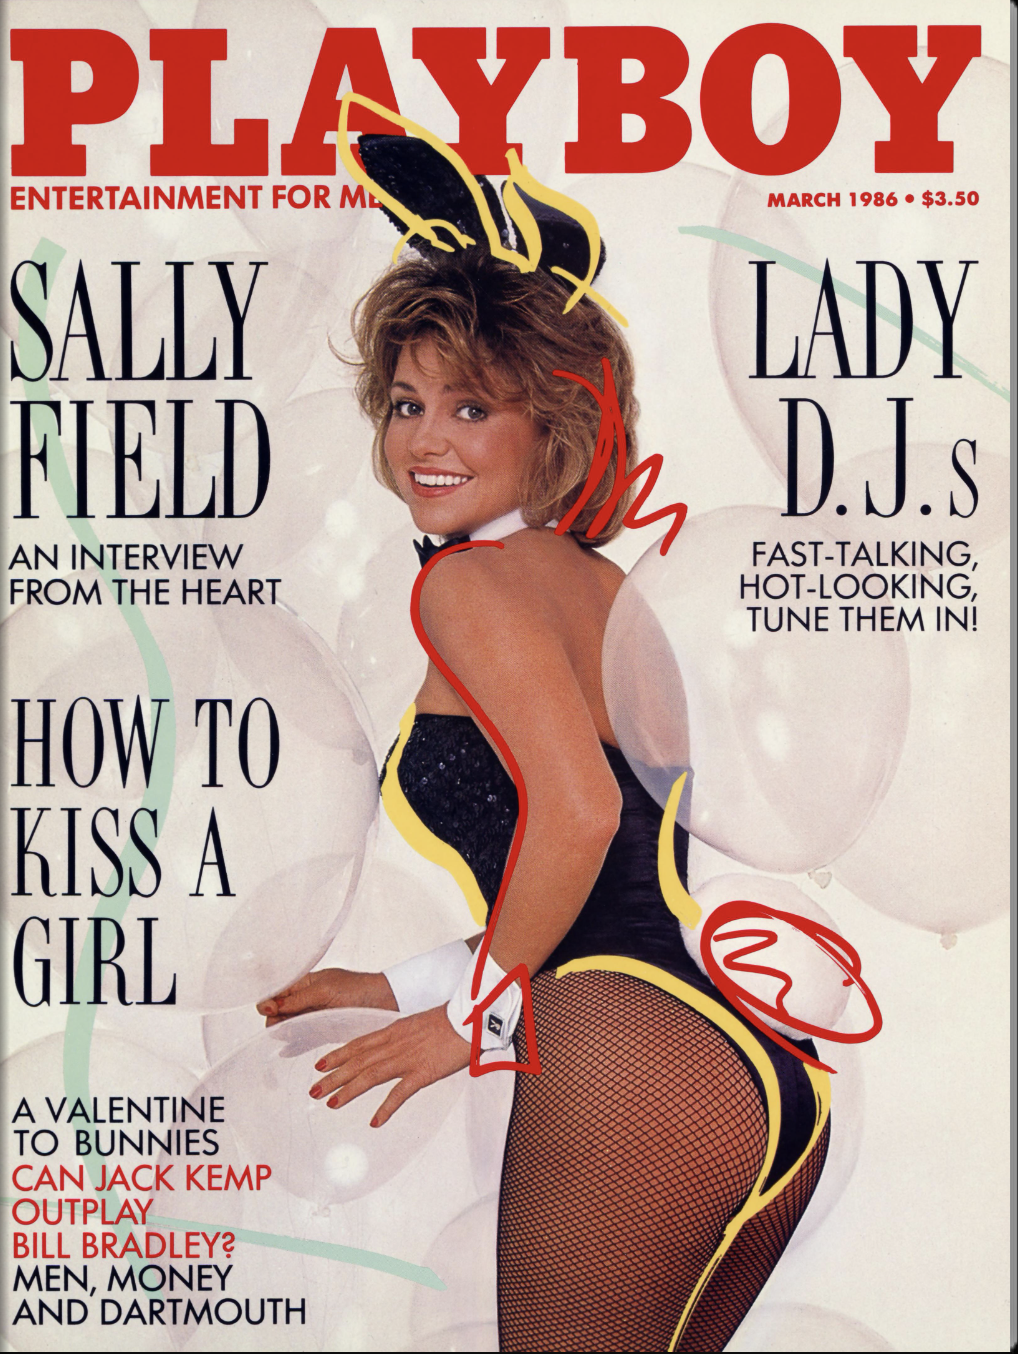 PLAYBOY
ENTERTAINMENT FOR ME
MARCH 1986 • $3.50
SALLY
FIELD
AN INTERVIEW
FROM THE HEART
LADY
D.J.s
FAST-TALKING,
HOT-LOOKING,
TUNE THEM IN!
HOW TO
KISS A
GIRL
A VALENTINE
TO BUNNIES
CAN JACK KEMP
OUTPLAY
BILL BRADLEY?
MEN, MONEY
AND DARTMOUTH